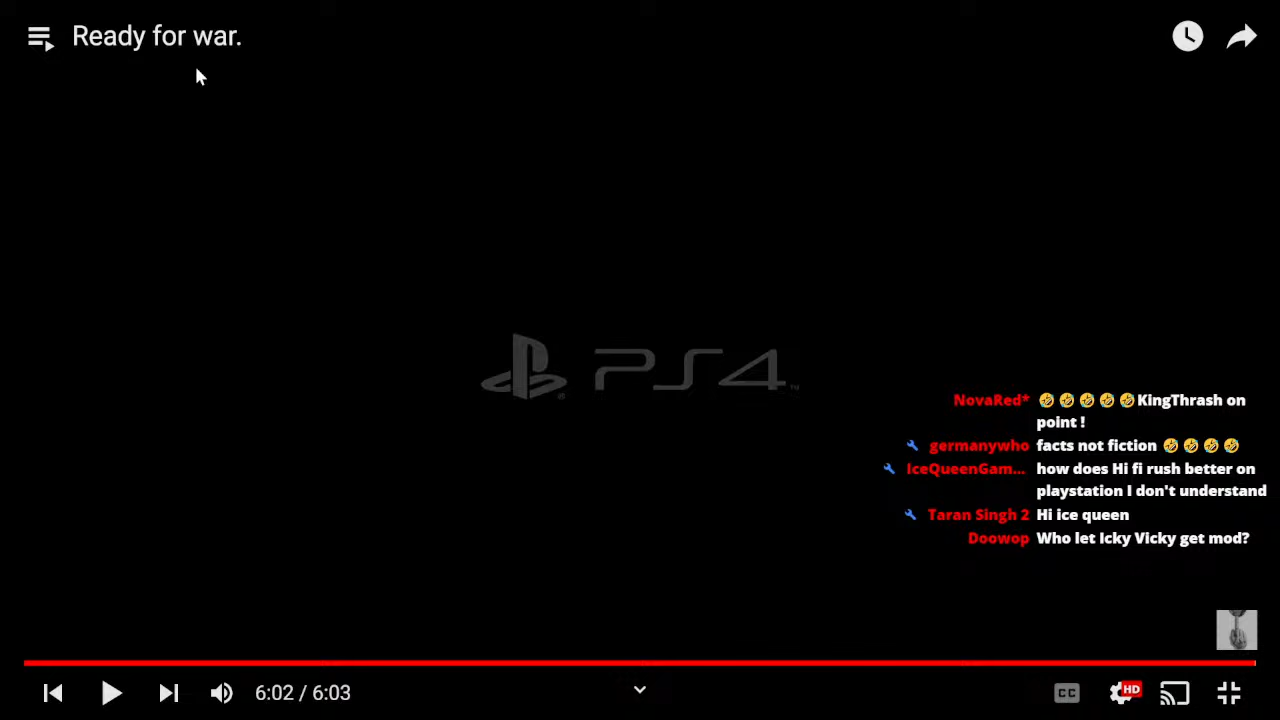 Ready for war.
PS4
NovaRed* 🤣🤣🤣🤣🤣KingThrash on
point !
germanywho facts not fiction 🤣🤣🤣🤣
IceQueenGam... how does Hi fi rush better on
playstation I don't understand
Taran Singh 2 Hi ice queen
Doowop Who let Icky Vicky get mod?
6:02 / 6:03
CC
HD